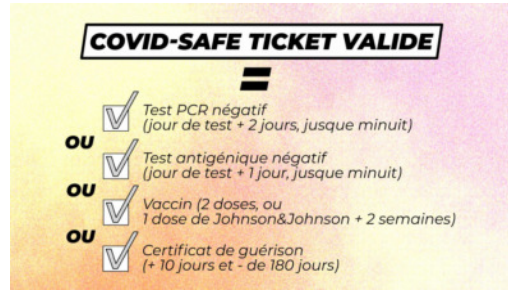 COVID-SAFE TICKET VALIDE
=
Test PCR négatif
(jour de test + 2 jours, jusque minuit)
OU
Test antigénique négatif
(jour de test + 1 jour, jusque minuit)
OU
Vaccin (2 doses, ou
1 dose de Johnson&Johnson + 2 semaines)
OU
Certificat de guérison
(+ 10 jours et - de 180 jours)